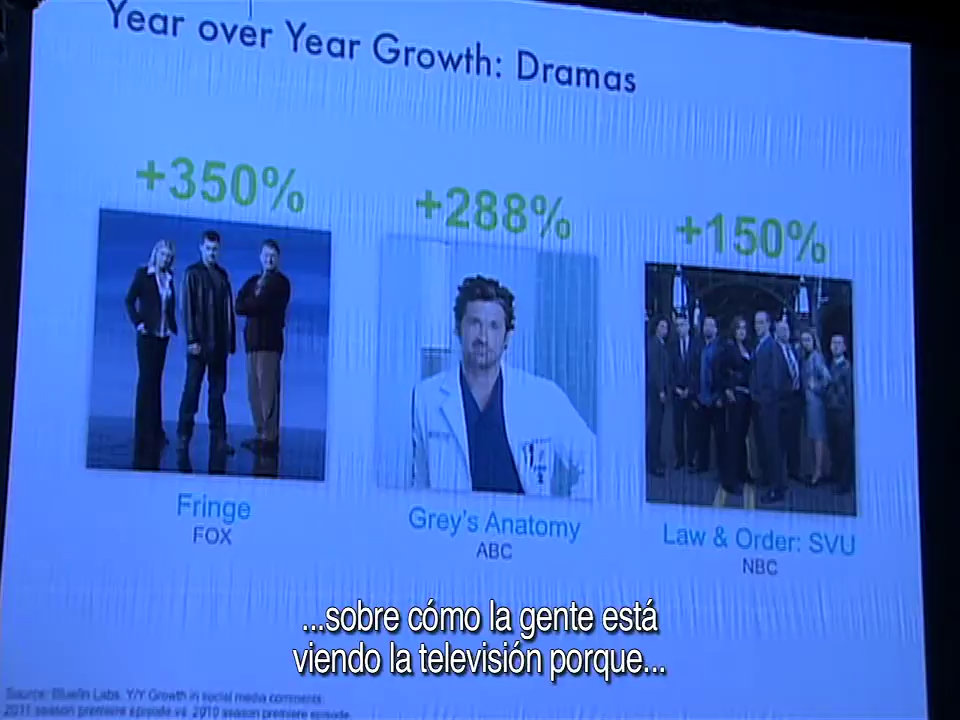 Year over Year Growth: Dramas
+350%
+288%
+150%
Fringe
FOX
Grey's Anatomy
ABC
Law & Order: SVU
NBC
...sobre cómo la gente está
viendo la televisión porque...
Source: Bluefin Labs. Y/Y Growth in social media comments.
2011 season premiere episode vs. 2010 season premiere episode.